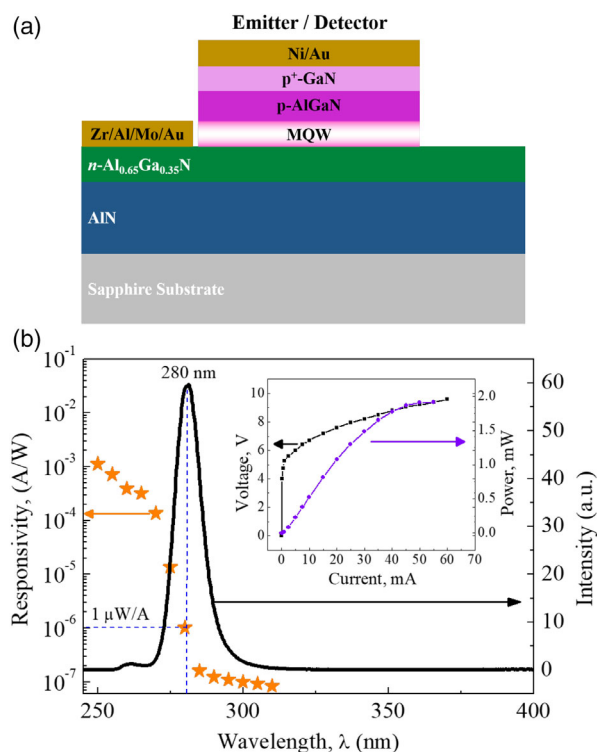 (a)
Emitter / Detector
Ni/Au
p⁺-GaN
p-AlGaN
Zr/Al/Mo/Au
MQW
n-Al₀.₆₅Ga₀.₃₅N
AlN
Sapphire Substrate
(b)
10⁻¹
10⁻²
10⁻³
10⁻⁴
10⁻⁵
10⁻⁶
10⁻⁷
Responsivity, (A/W)
280 nm
1 μW/A
10
8
6
4
2
0
Voltage, V
2.0
1.5
1.0
0.5
0.0
Power, mW
0 10 20 30 40 50 60 70
Current, mA
60
50
40
30
20
10
0
Intensity (a.u.)
250 300 350 400
Wavelength, λ (nm)